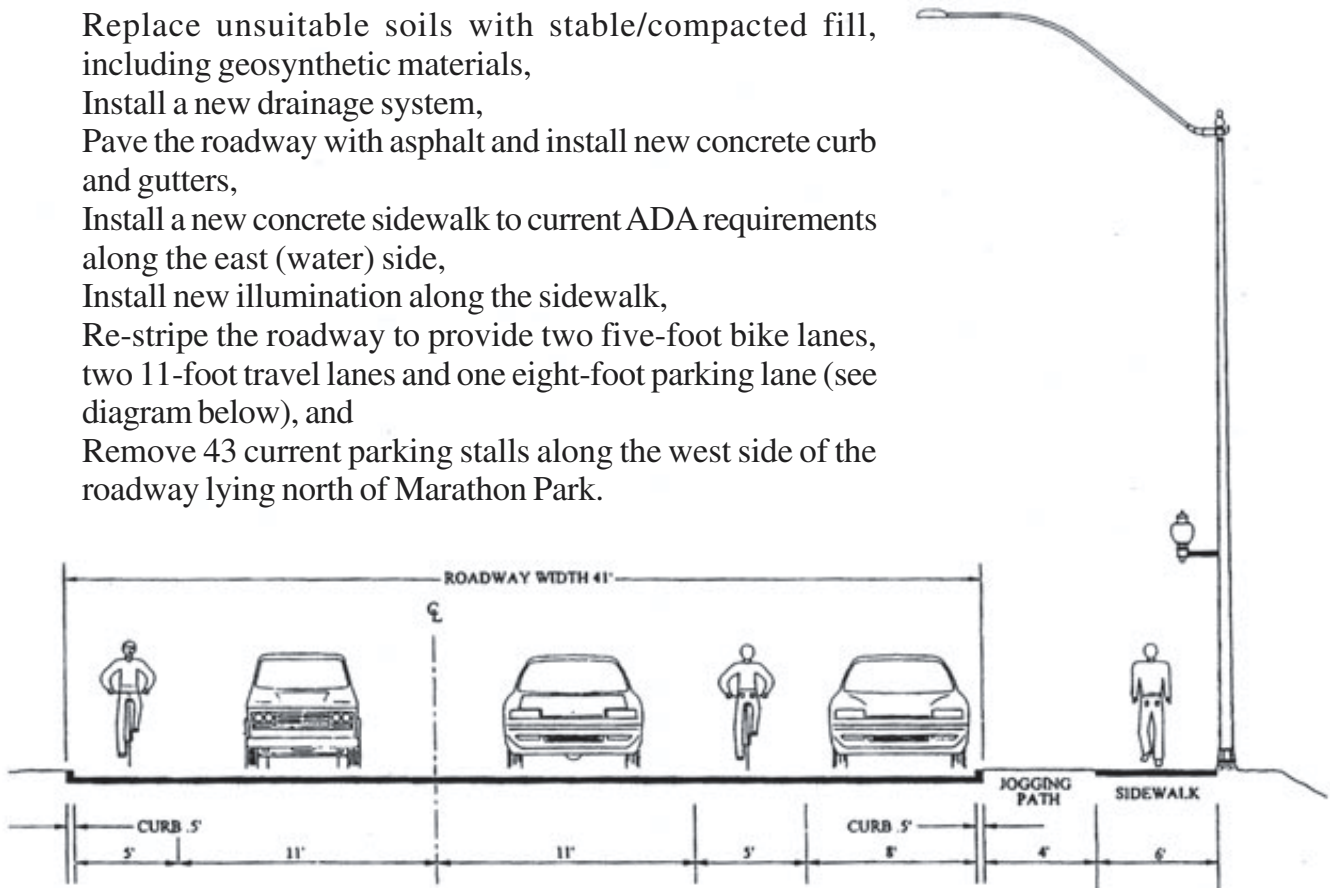 Replace unsuitable soils with stable/compacted fill,
including geosynthetic materials,
Install a new drainage system,
Pave the roadway with asphalt and install new concrete curb
and gutters,
Install a new concrete sidewalk to current ADA requirements
along the east (water) side,
Install new illumination along the sidewalk,
Re-stripe the roadway to provide two five-foot bike lanes,
two 11-foot travel lanes and one eight-foot parking lane (see
diagram below), and
Remove 43 current parking stalls along the west side of the
roadway lying north of Marathon Park.
ROADWAY WIDTH 41'
℄
JOGGING
PATH
SIDEWALK
CURB .5'
CURB .5'
5'
11'
11'
5'
8'
4'
6'